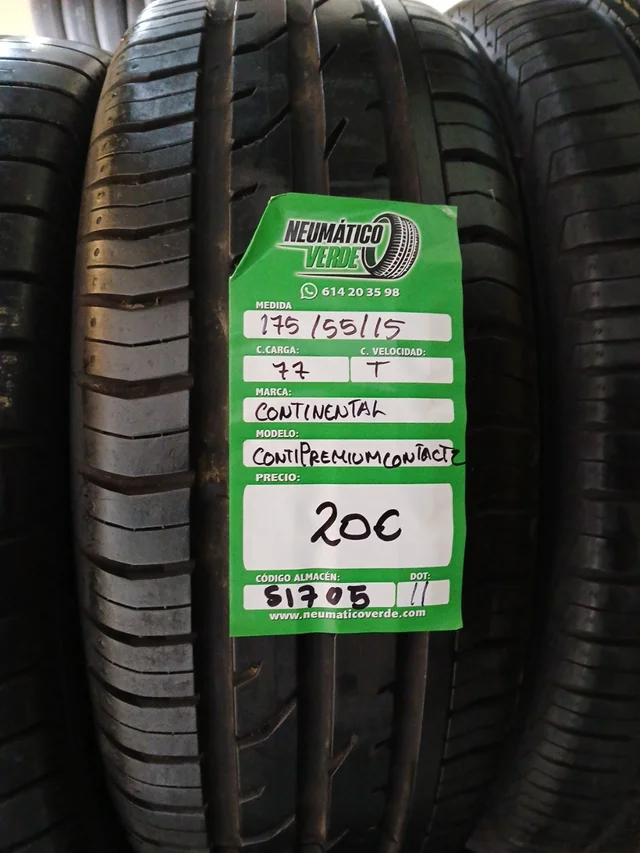 NEUMÁTICO
VERDE
614 20 35 98
MEDIDA
175/55/15
C.CARGA: C. VELOCIDAD:
77 T
MARCA:
CONTINENTAL
MODELO:
CONTIPREMIUMCONTACT2
PRECIO:
20€
CÓDIGO ALMACÉN: DOT:
S1705 11
www.neumaticoverde.com